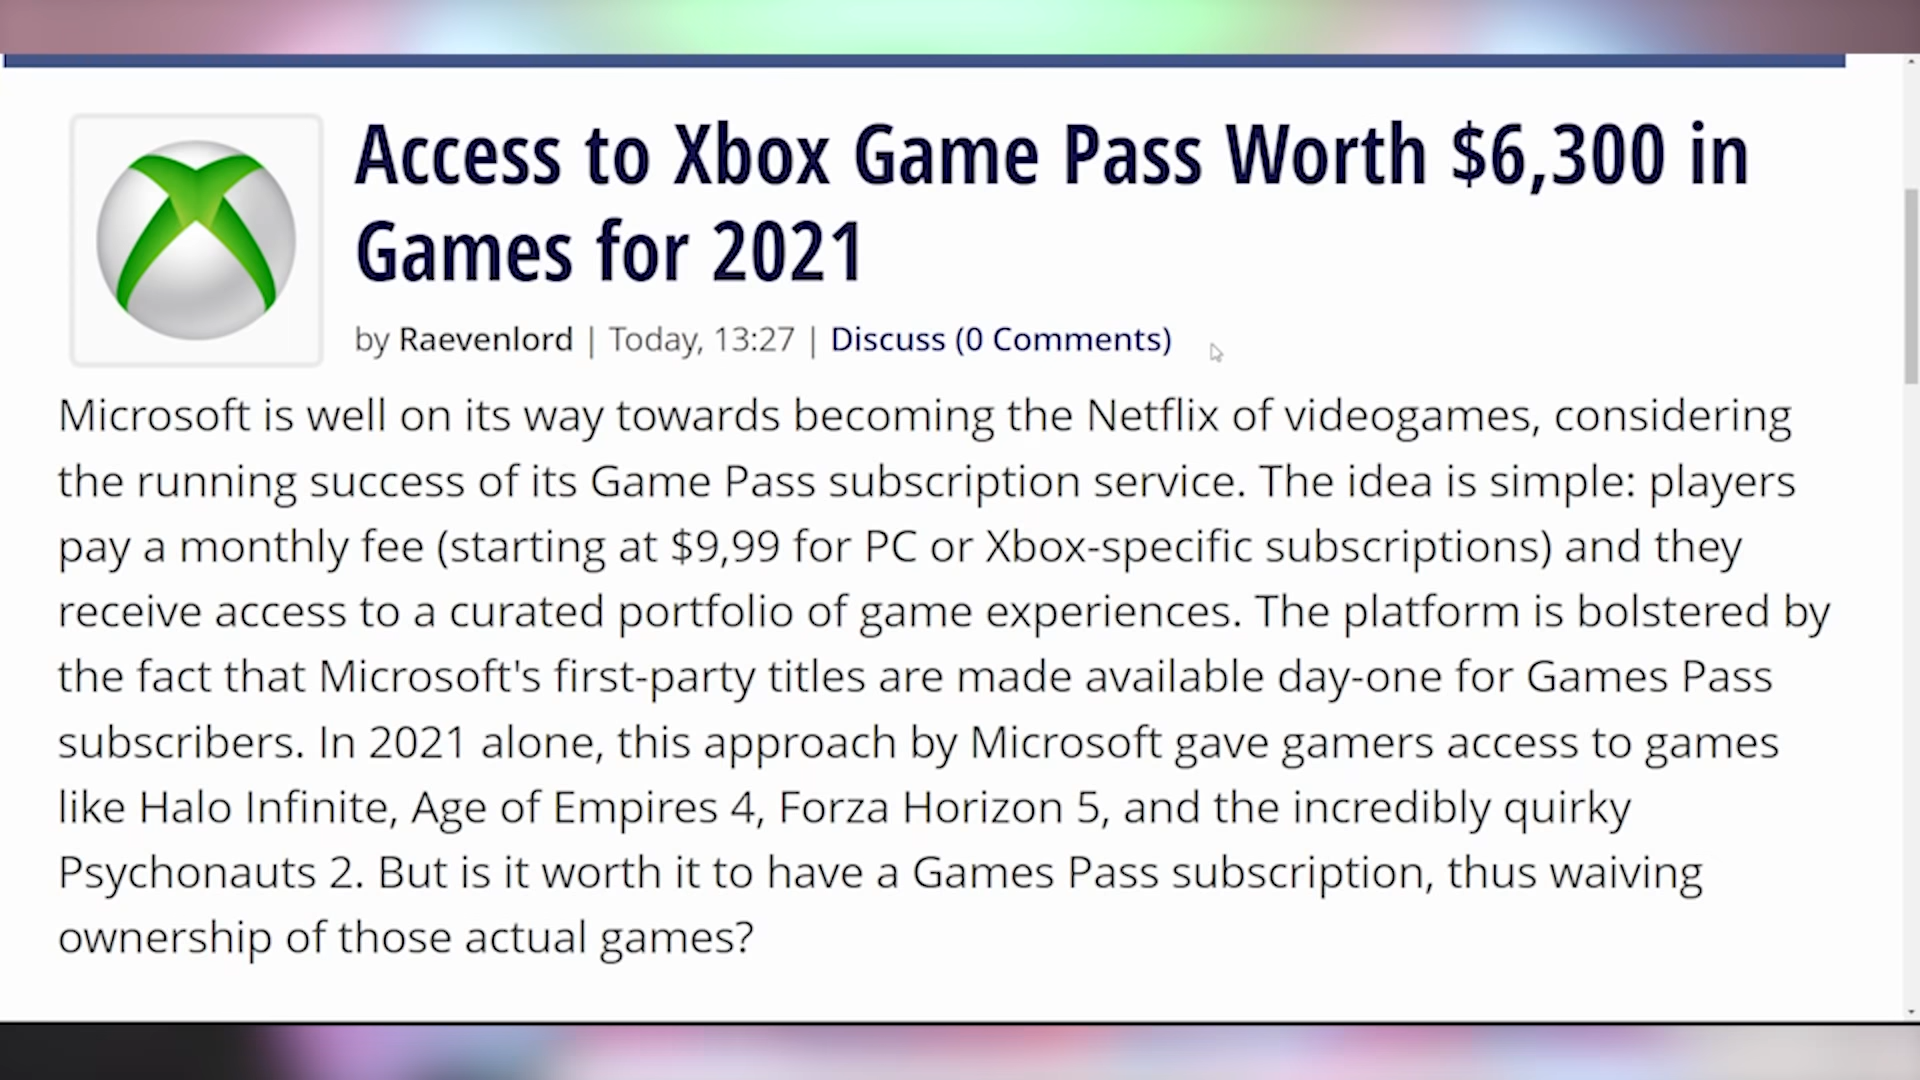 Access to Xbox Game Pass Worth $6,300 in
Games for 2021
by Raevenlord | Today, 13:27 | Discuss (0 Comments)
Microsoft is well on its way towards becoming the Netflix of videogames, considering
the running success of its Game Pass subscription service. The idea is simple: players
pay a monthly fee (starting at $9,99 for PC or Xbox-specific subscriptions) and they
receive access to a curated portfolio of game experiences. The platform is bolstered by
the fact that Microsoft's first-party titles are made available day-one for Games Pass
subscribers. In 2021 alone, this approach by Microsoft gave gamers access to games
like Halo Infinite, Age of Empires 4, Forza Horizon 5, and the incredibly quirky
Psychonauts 2. But is it worth it to have a Games Pass subscription, thus waiving
ownership of those actual games?